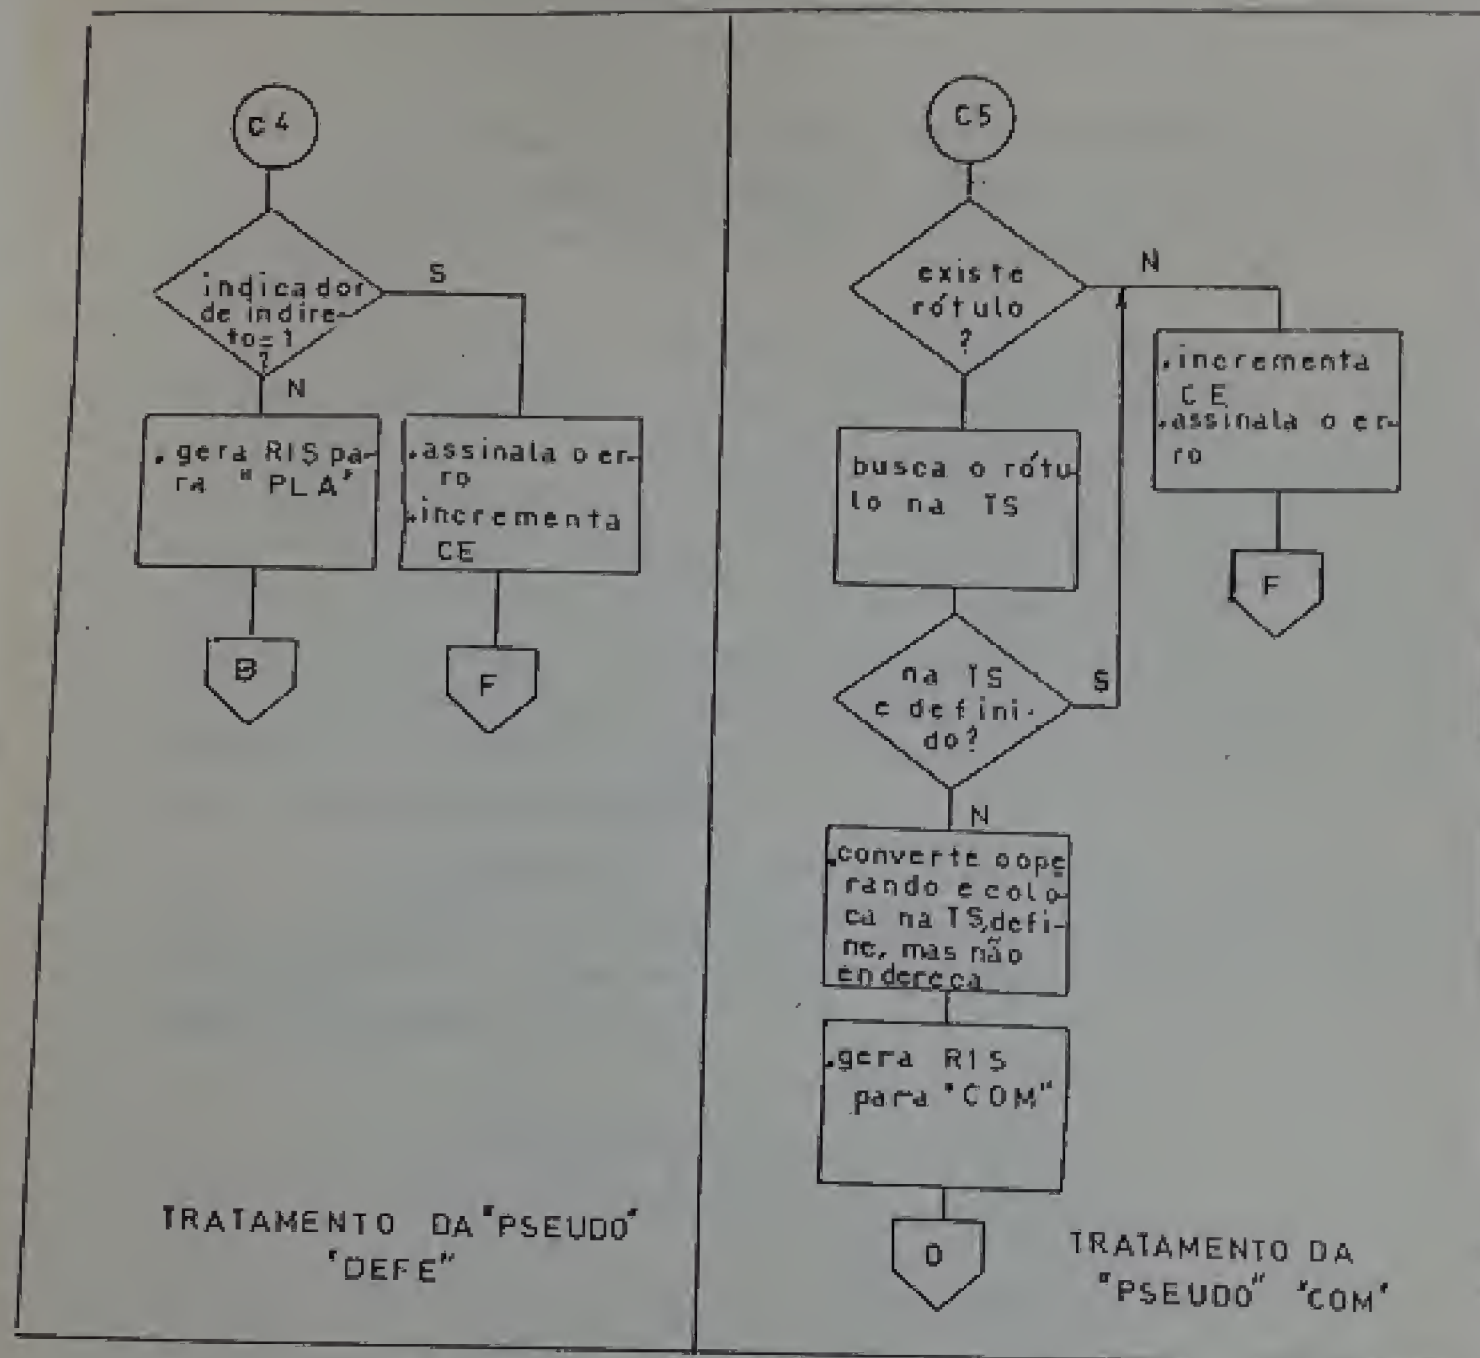 C4
indicador
de indire-
to=1
?
S
N
. gera RIS pa-
ra "PLA"
.assinala o er-
ro
.incrementa
CE
B
F
TRATAMENTO DA "PSEUDO"
"DEFE"
C5
existe
rótulo
?
N
.incrementa
CE
.assinala o er-
ro
F
busca o rótu-
lo na TS
na TS
e defini-
do?
S
N
.converte o ope
rando e colo-
ca na TS, defi-
ne, mas não
endereca
.gera RIS
para "COM"
D
TRATAMENTO DA
"PSEUDO" "COM"